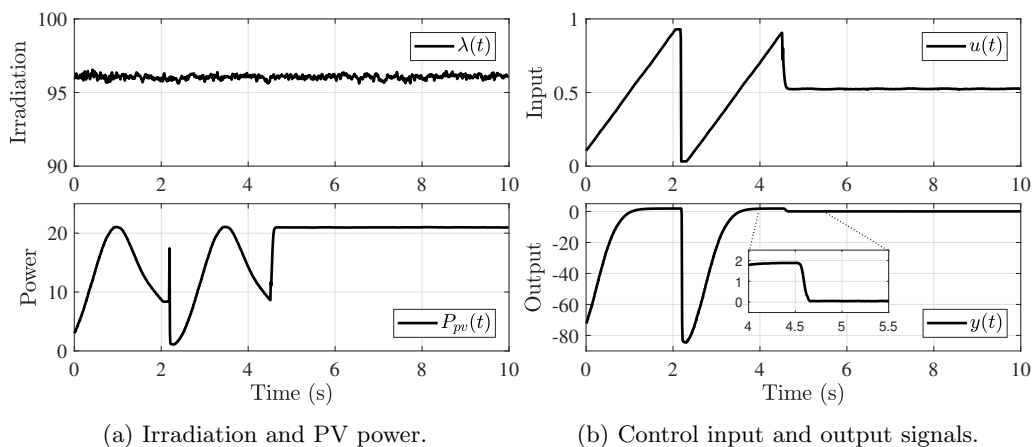 100
95
90
Irradiation
λ(t)
0 2 4 6 8 10
20
10
0
Power
P_pv(t)
0 2 4 6 8 10
Time (s)
(a) Irradiation and PV power.
1
0.5
0
Input
u(t)
0 2 4 6 8 10
0
-20
-40
-60
-80
Output
2
1
0
4 4.5 5 5.5
y(t)
0 2 4 6 8 10
Time (s)
(b) Control input and output signals.